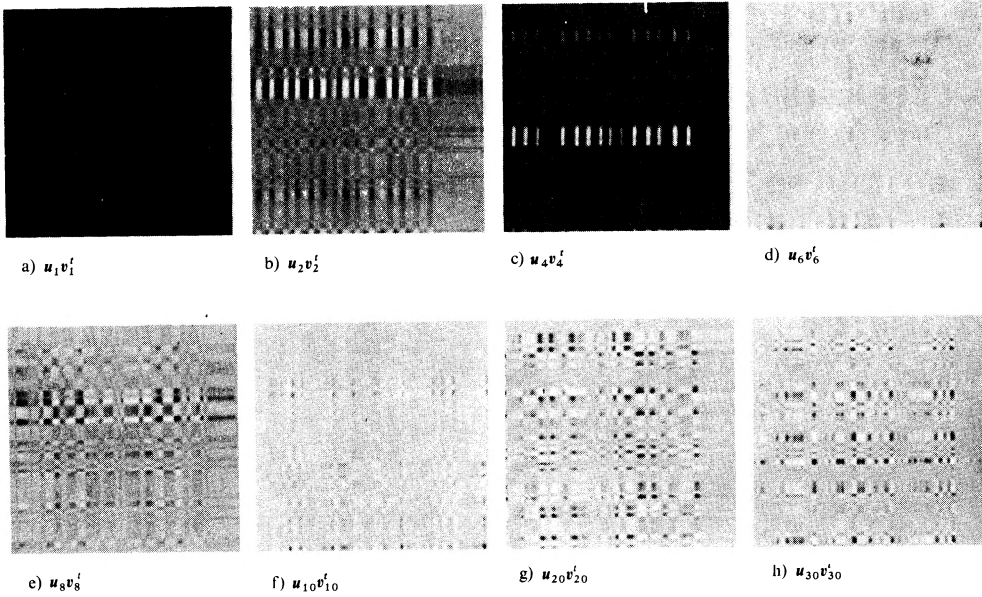 a) u₁v₁ᵗ
b) u₂v₂ᵗ
c) u₄v₄ᵗ
d) u₆v₆ᵗ
e) u₈v₈ᵗ
f) u₁₀v₁₀ᵗ
g) u₂₀v₂₀ᵗ
h) u₃₀v₃₀ᵗ